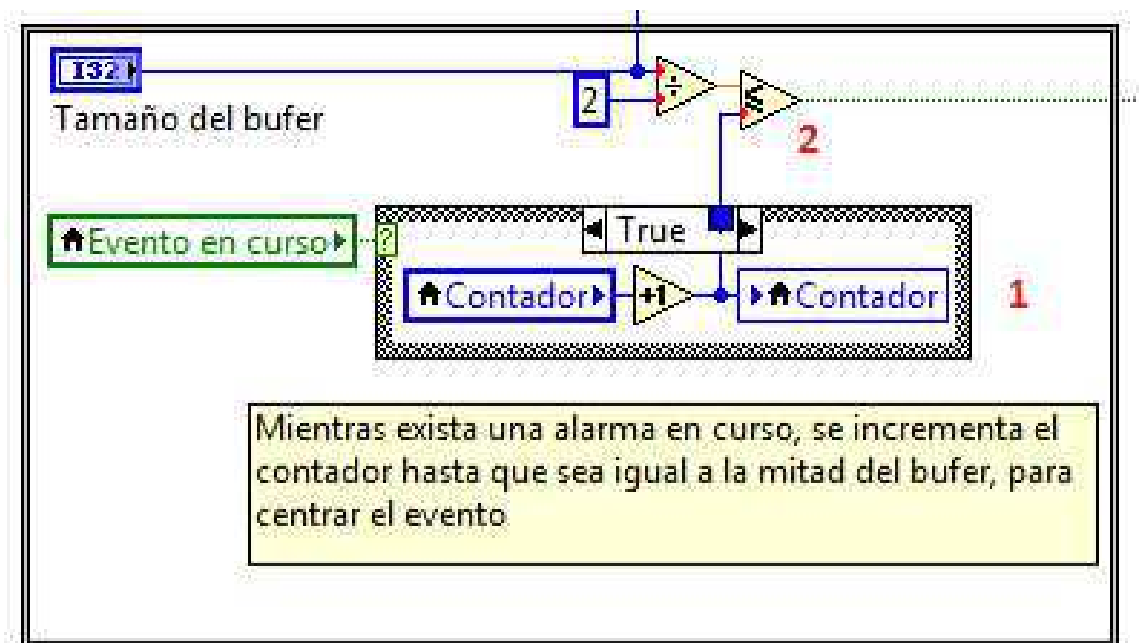 I32
Tamaño del bufer
2
÷
≤
2
Evento en curso
?
True
Contador
+1
Contador
1
Mientras exista una alarma en curso, se incrementa el
contador hasta que sea igual a la mitad del bufer, para
centrar el evento